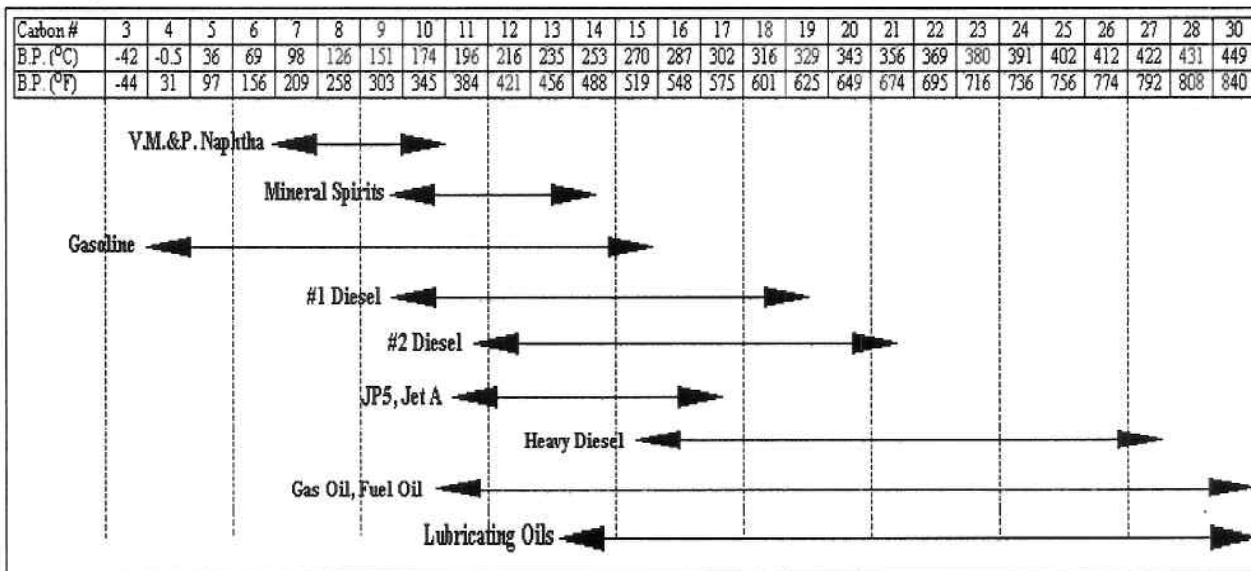 Carbon # 3 4 5 6 7 8 9 10 11 12 13 14 15 16 17 18 19 20 21 22 23 24 25 26 27 28 30
B.P. (⁰C) -42 -0.5 36 69 98 126 151 174 196 216 235 253 270 287 302 316 329 343 356 369 380 391 402 412 422 431 449
B.P. (⁰F) -44 31 97 156 209 258 303 345 384 421 456 488 519 548 575 601 625 649 674 695 716 736 756 774 792 808 840
V.M.&P. Naphtha
Mineral Spirits
Gasoline
#1 Diesel
#2 Diesel
JP5, Jet A
Heavy Diesel
Gas Oil, Fuel Oil
Lubricating Oils